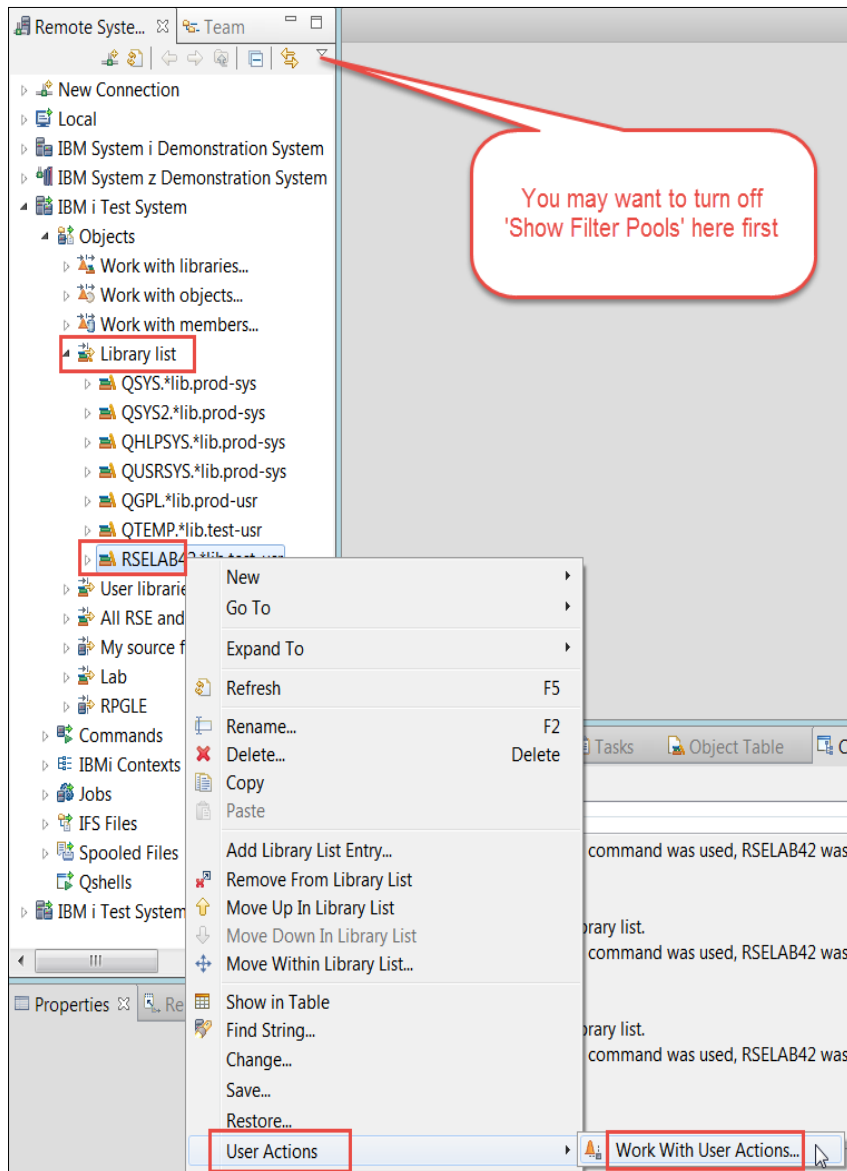 Remote Syste...
Team
New Connection
Local
IBM System i Demonstration System
IBM System z Demonstration System
IBM i Test System
Objects
Work with libraries...
Work with objects...
Work with members...
Library list
QSYS.*lib.prod-sys
QSYS2.*lib.prod-sys
QHLPSYS.*lib.prod-sys
QUSRSYS.*lib.prod-sys
QGPL.*lib.prod-usr
QTEMP.*lib.test-usr
RSELAB42.*lib.test-usr
User librarie
All RSE and
My source f
Lab
RPGLE
Commands
IBMi Contexts
Jobs
IFS Files
Spooled Files
Qshells
IBM i Test System
You may want to turn off
'Show Filter Pools' here first
New
Go To
Expand To
Refresh F5
Rename... F2
Delete... Delete
Copy
Paste
Add Library List Entry...
Remove From Library List
Move Up In Library List
Move Down In Library List
Move Within Library List...
Show in Table
Find String...
Change...
Save...
Restore...
User Actions
Work With User Actions...
Tasks
Object Table
C
command was used, RSELAB42 was
brary list.
command was used, RSELAB42 was
brary list.
command was used, RSELAB42 was
Properties
Re